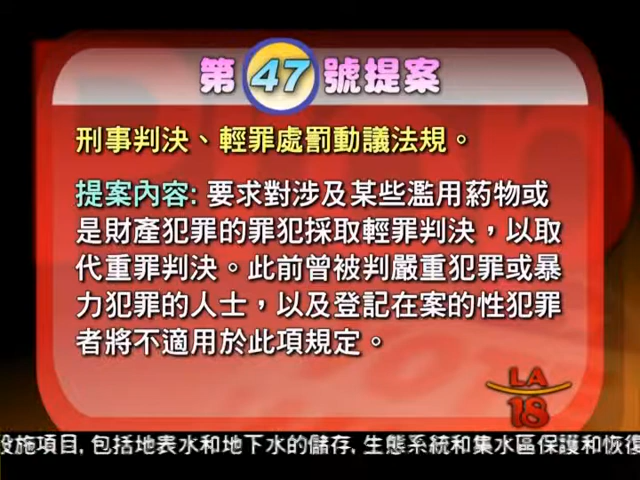 第47號提案
刑事判決、輕罪處罰動議法規。
提案內容: 要求對涉及某些濫用葯物或
是財產犯罪的罪犯採取輕罪判決，以取
代重罪判決。此前曾被判嚴重犯罪或暴
力犯罪的人士，以及登記在案的性犯罪
者將不適用於此項規定。
LA
18
設施項目, 包括地表水和地下水的儲存, 生態系統和集水區保護和恢復